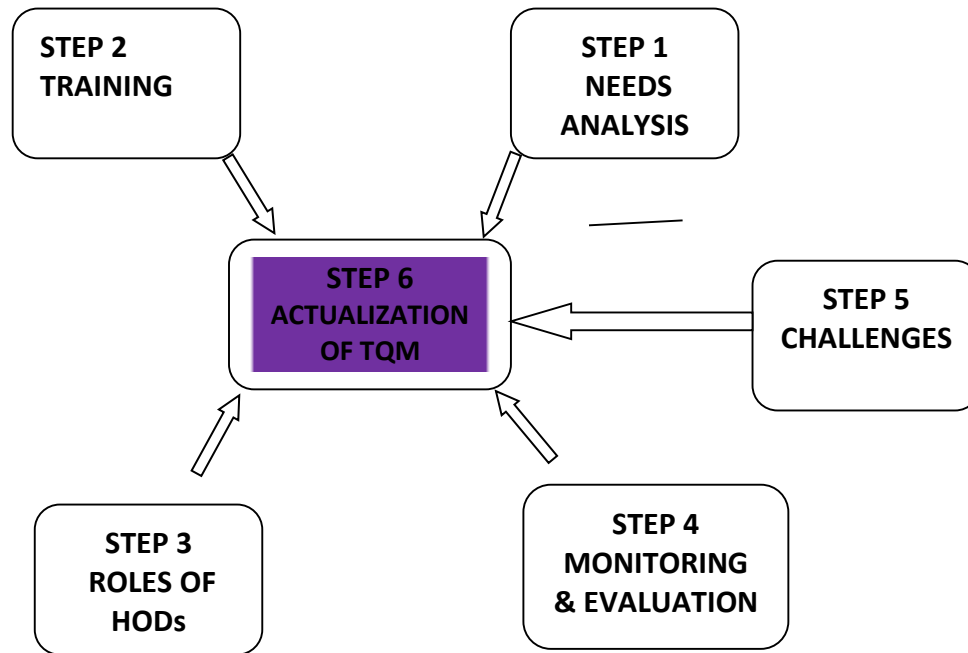 STEP 2
TRAINING
STEP 1
NEEDS
ANALYSIS
STEP 6
ACTUALIZATION
OF TQM
STEP 5
CHALLENGES
STEP 3
ROLES OF
HODs
STEP 4
MONITORING
& EVALUATION